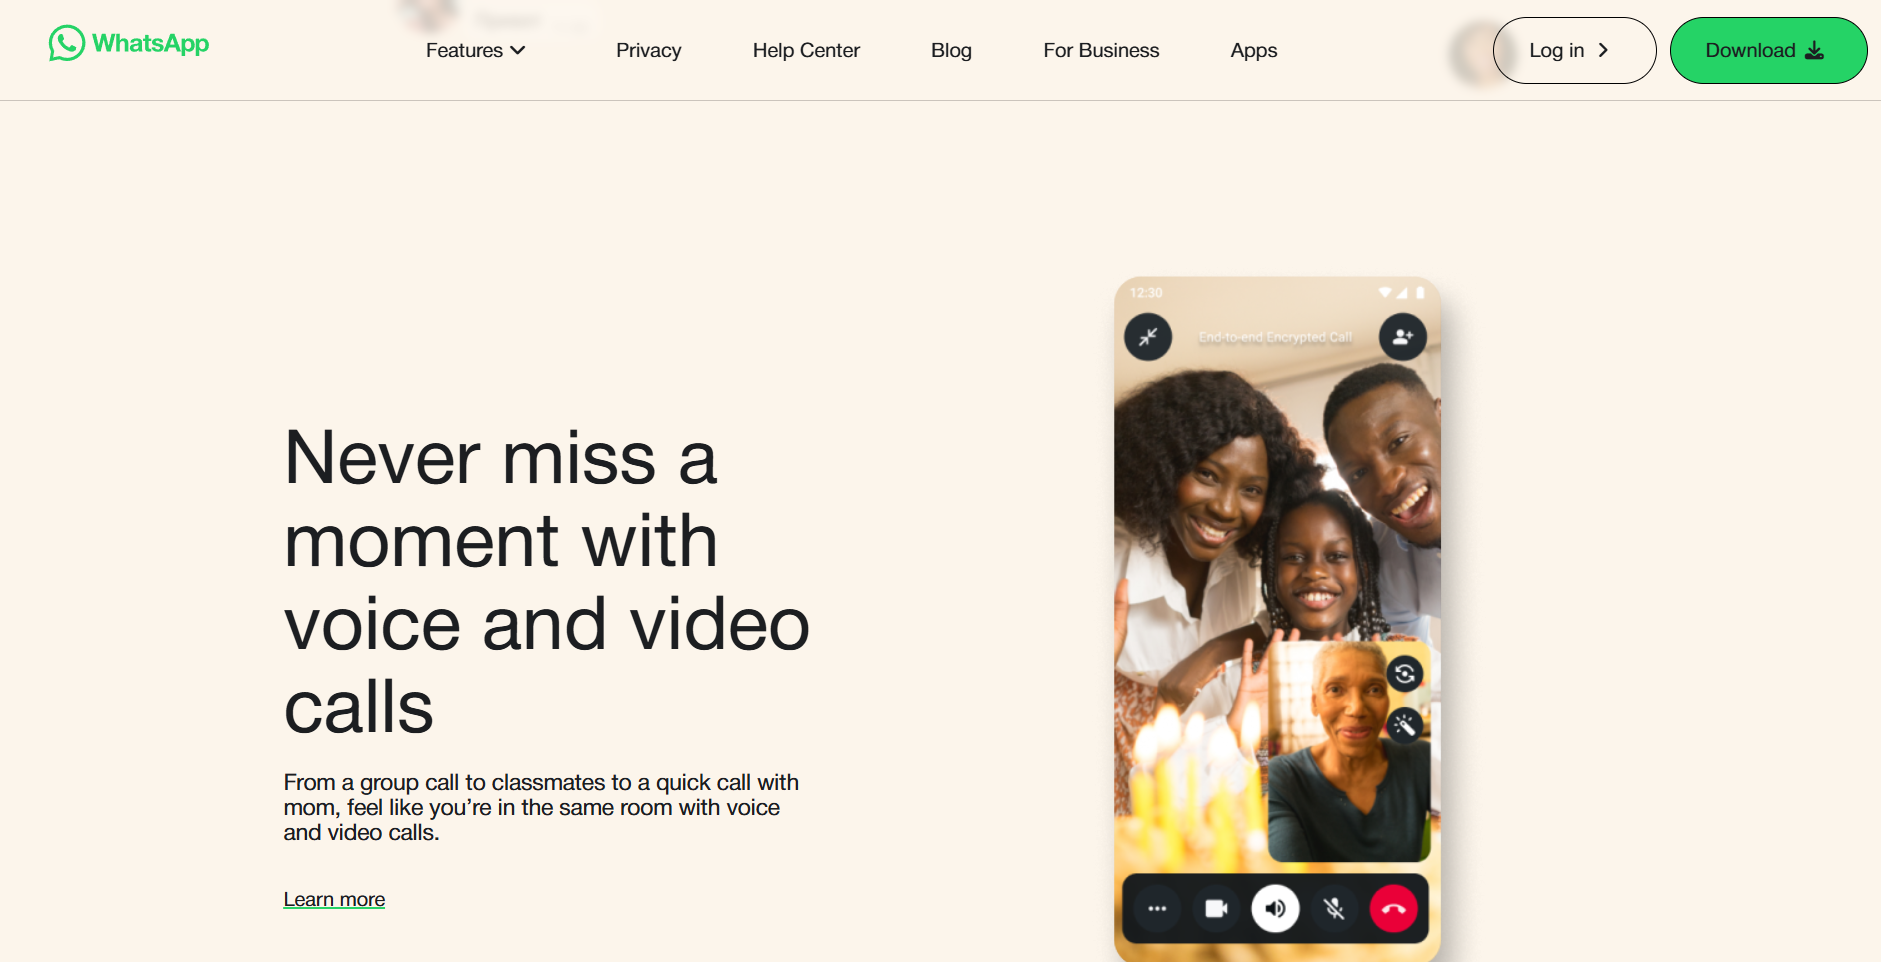 WhatsApp
Features
Privacy
Help Center
Blog
For Business
Apps
Log in
Download
12:30
End-to-end Encrypted Call
Never miss a
moment with
voice and video
calls
From a group call to classmates to a quick call with
mom, feel like you’re in the same room with voice
and video calls.
Learn more